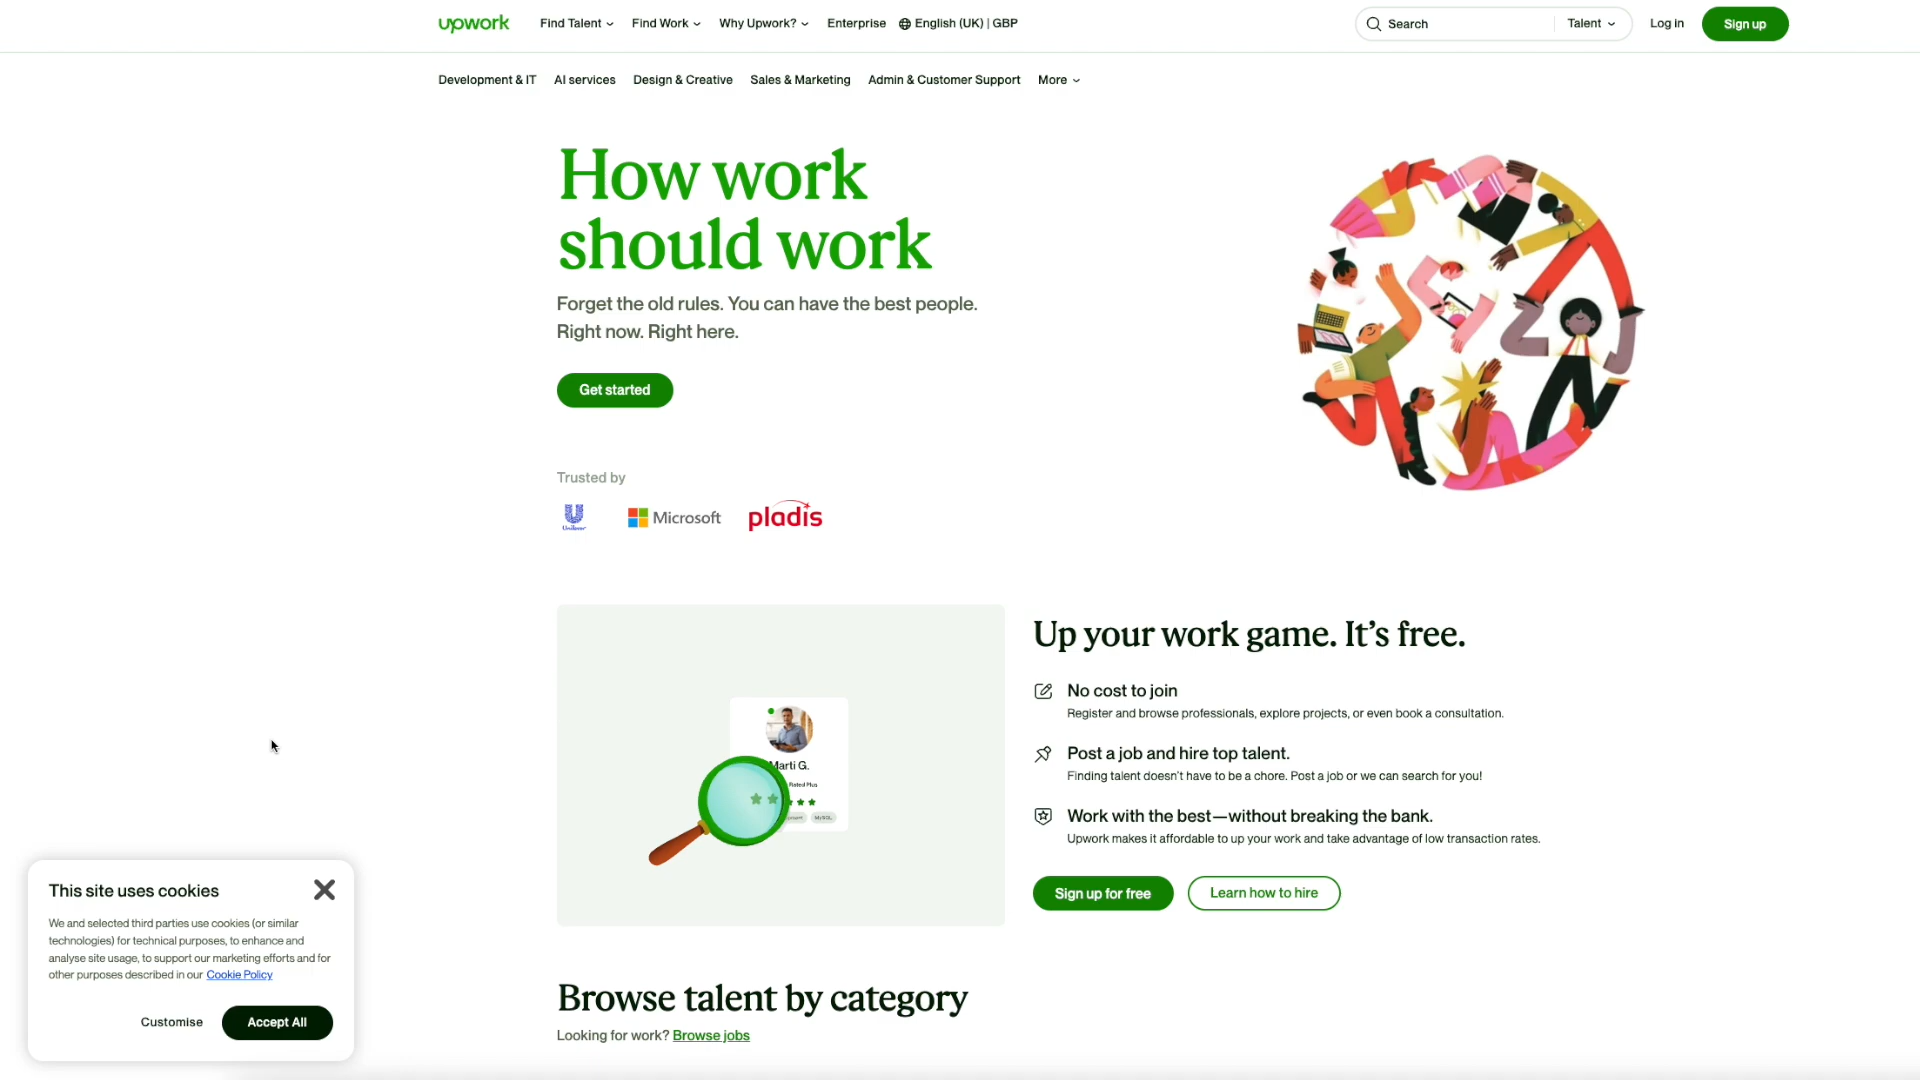 upwork Find Talent Find Work Why Upwork? Enterprise English (UK) | GBP Search Talent Log in Sign up
Development & IT AI services Design & Creative Sales & Marketing Admin & Customer Support More
How work
should work
Forget the old rules. You can have the best people.
Right now. Right here.
Get started
Trusted by
Unilever Microsoft pladis
Up your work game. It's free.
No cost to join
Register and browse professionals, explore projects, or even book a consultation.
Post a job and hire top talent.
Finding talent doesn't have to be a chore. Post a job or we can search for you!
Work with the best—without breaking the bank.
Upwork makes it affordable to up your work and take advantage of low transaction rates.
Sign up for free Learn how to hire
Marti G.
Rated Plus
MySQL
This site uses cookies
We and selected third parties use cookies (or similar
technologies) for technical purposes, to enhance and
analyse site usage, to support our marketing efforts and for
other purposes described in our Cookie Policy
Customise Accept All
Browse talent by category
Looking for work? Browse jobs